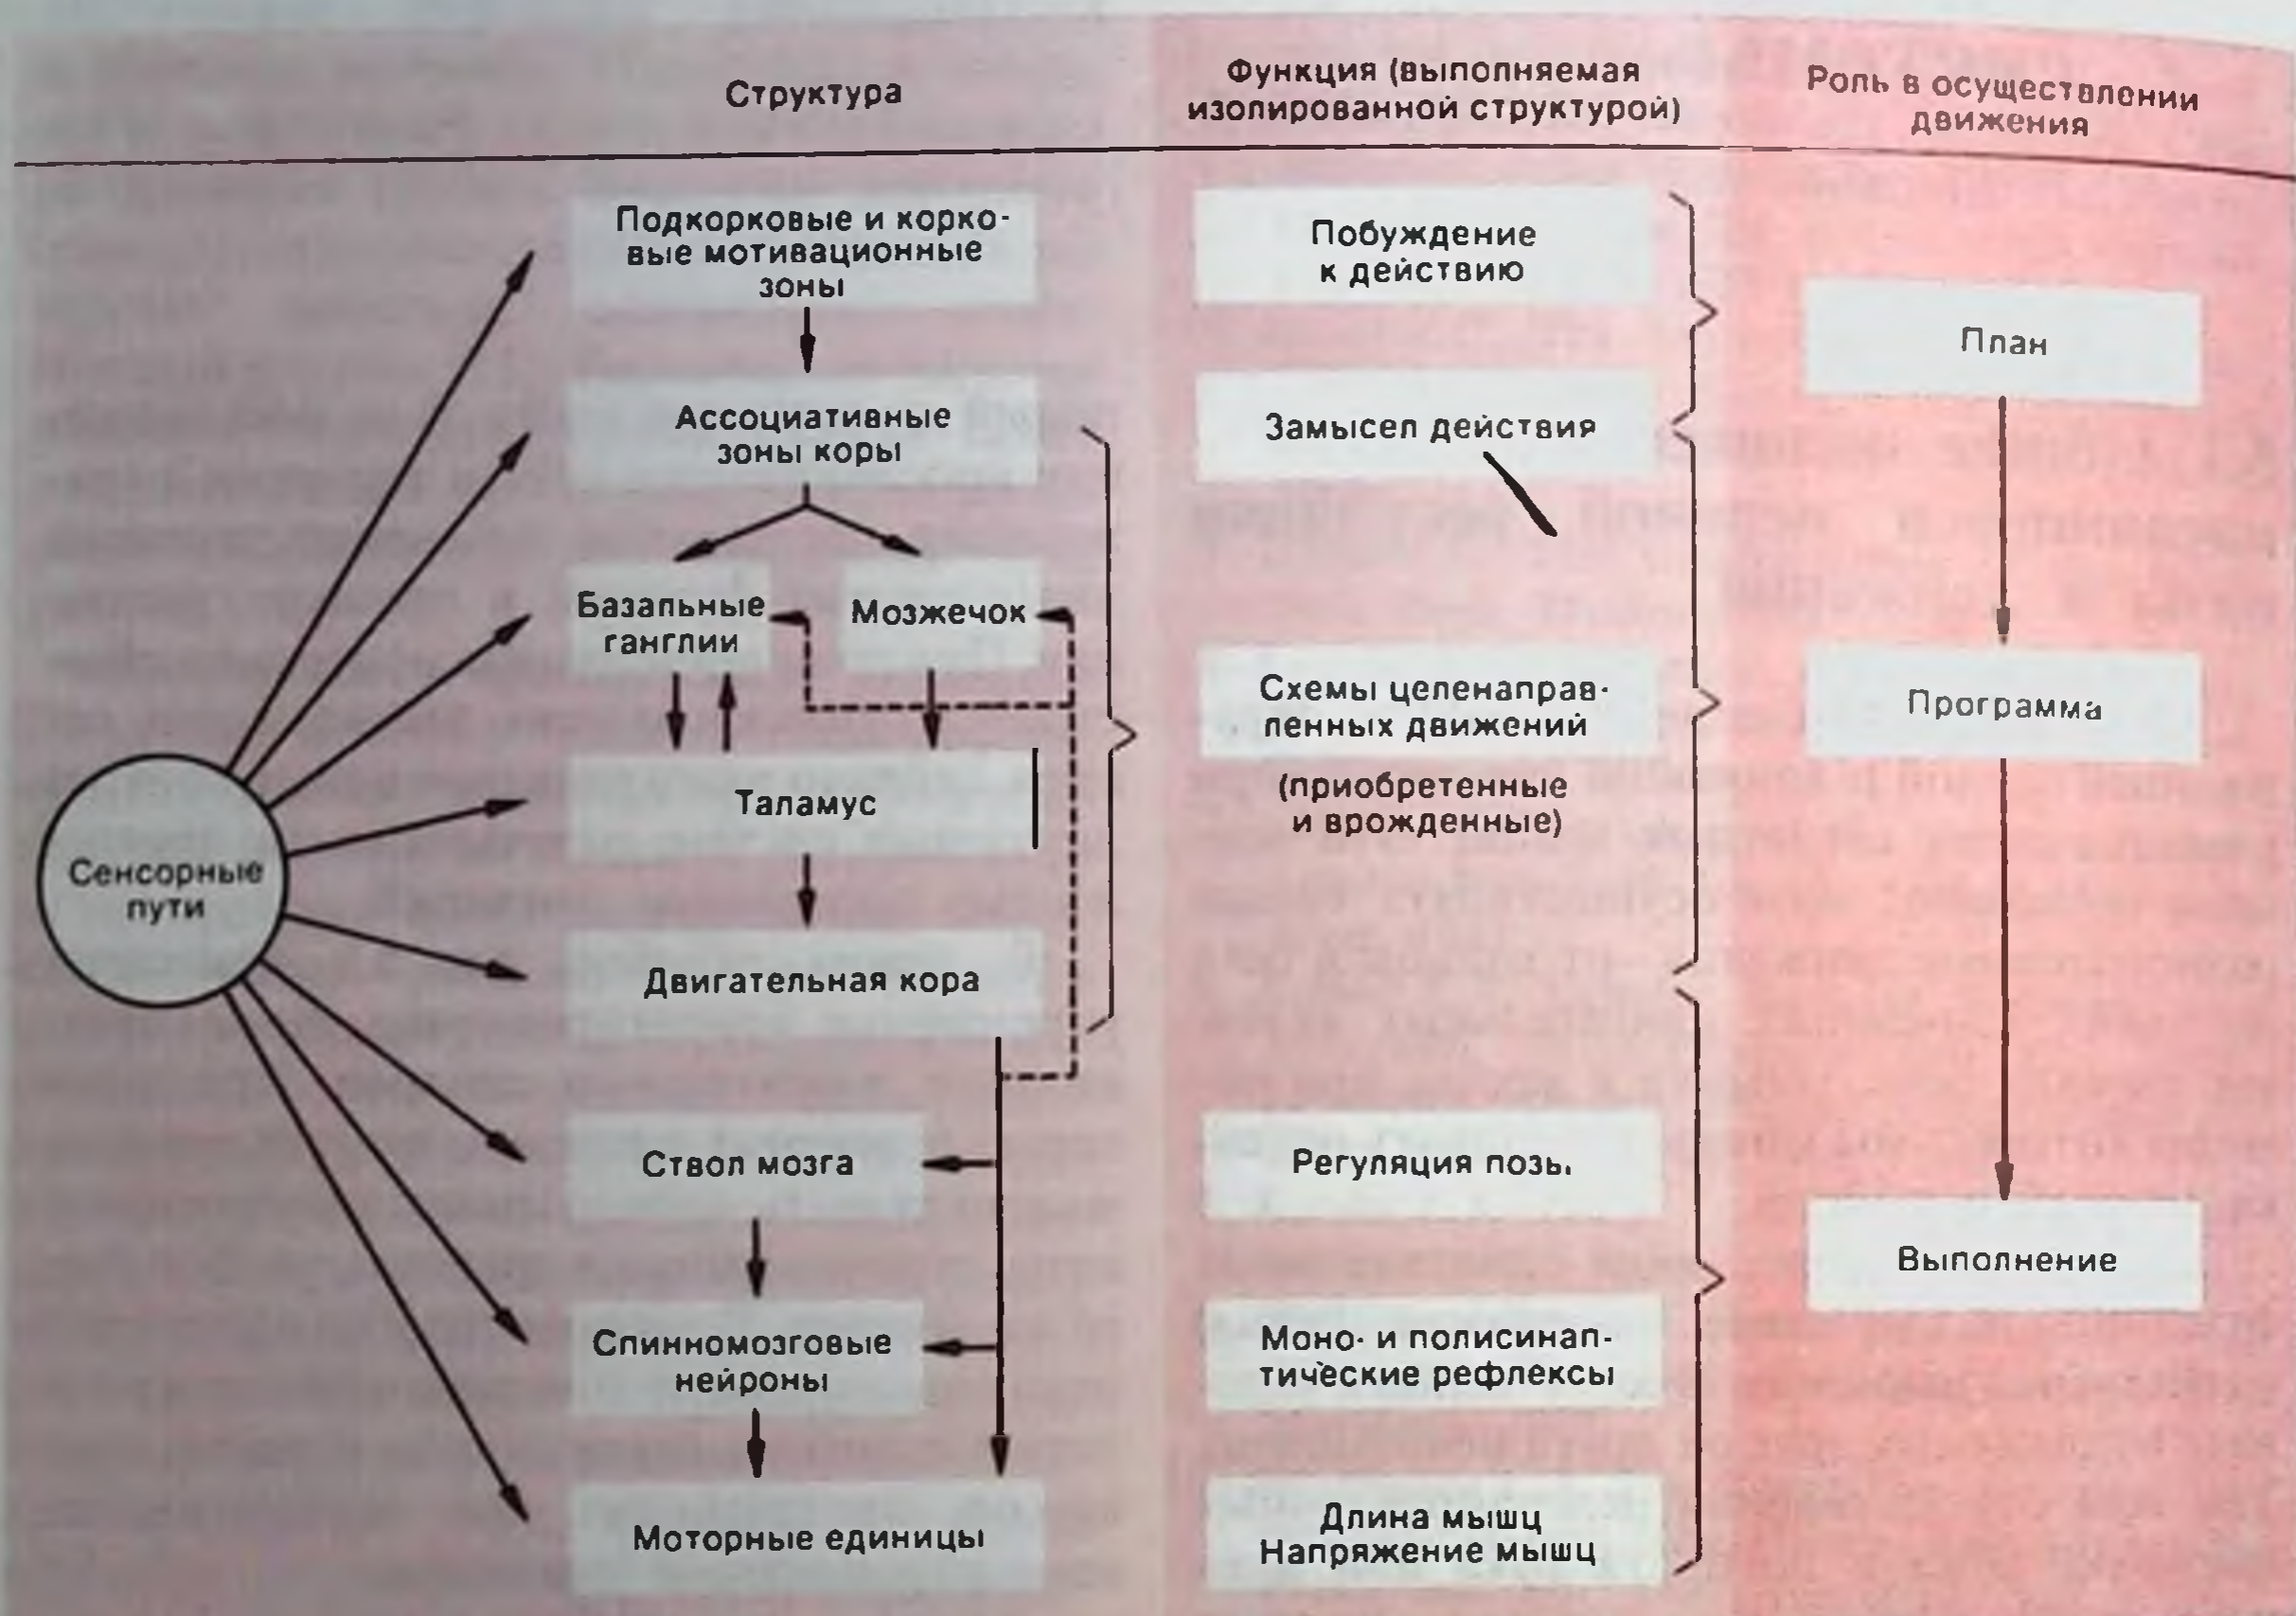 Структура
Функция (выполняемая
изолированной структурой)
Роль в осуществлении
движения
Подкорковые и корко-
вые мотивационные
зоны
Побуждение
к действию
План
Ассоциативные
зоны коры
Замысел действия
Базальные
ганглии
Мозжечок
Схемы целенаправ-
ленных движений
(приобретенные
и врожденные)
Программа
Таламус
Сенсорные
пути
Двигательная кора
Ствол мозга
Регуляция позы
Выполнение
Спинномозговые
нейроны
Моно- и полисинап-
тические рефлексы
Моторные единицы
Длина мышц
Напряжение мышц